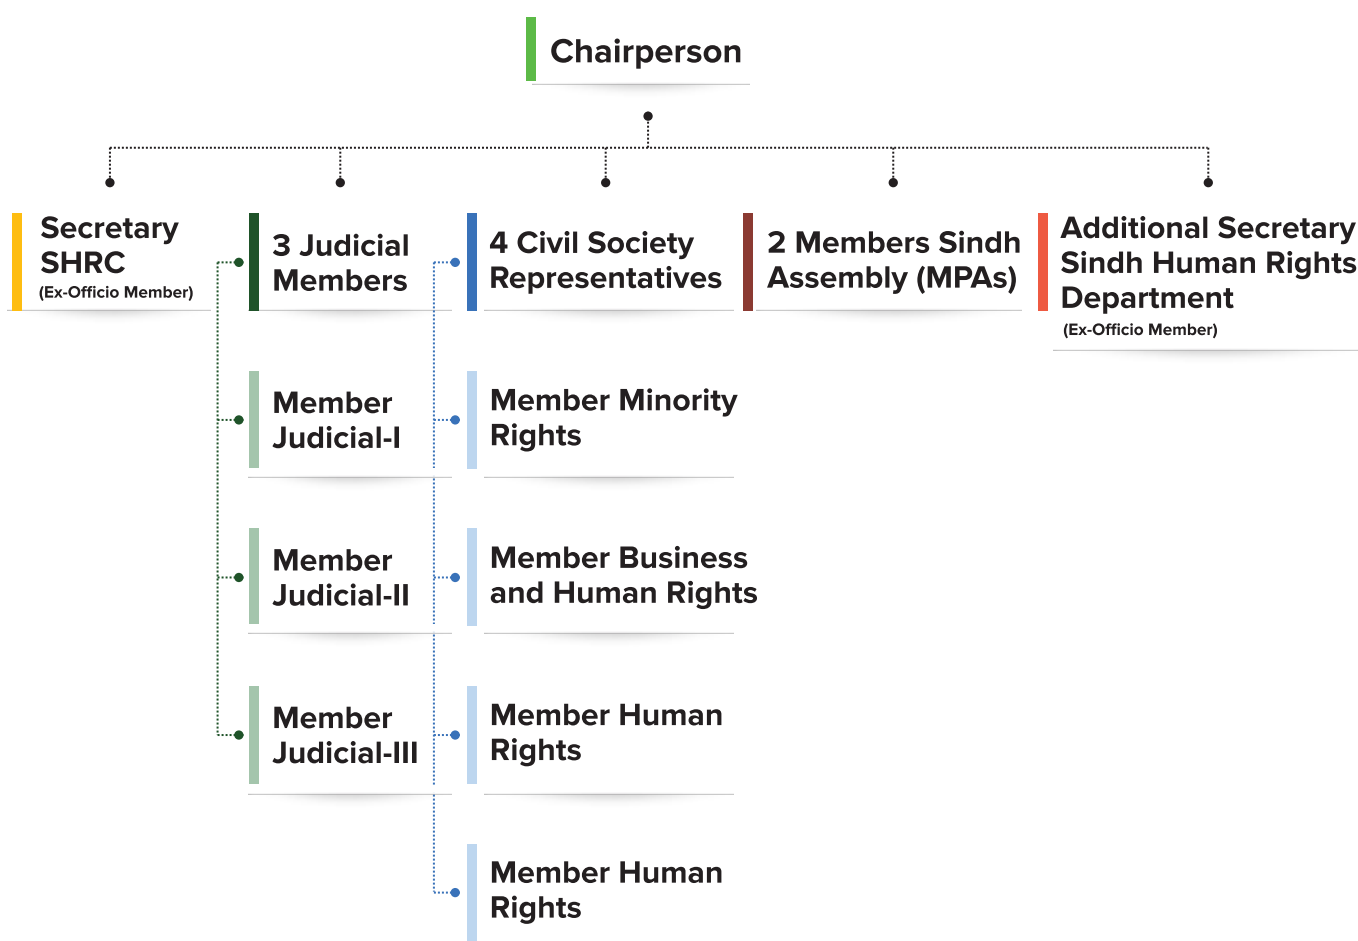 Chairperson
Secretary
SHRC
(Ex-Officio Member)
3 Judicial
Members
4 Civil Society
Representatives
2 Members Sindh
Assembly (MPAs)
Additional Secretary
Sindh Human Rights
Department
(Ex-Officio Member)
Member
Judicial-I
Member
Judicial-II
Member
Judicial-III
Member Minority
Rights
Member Business
and Human Rights
Member Human
Rights
Member Human
Rights